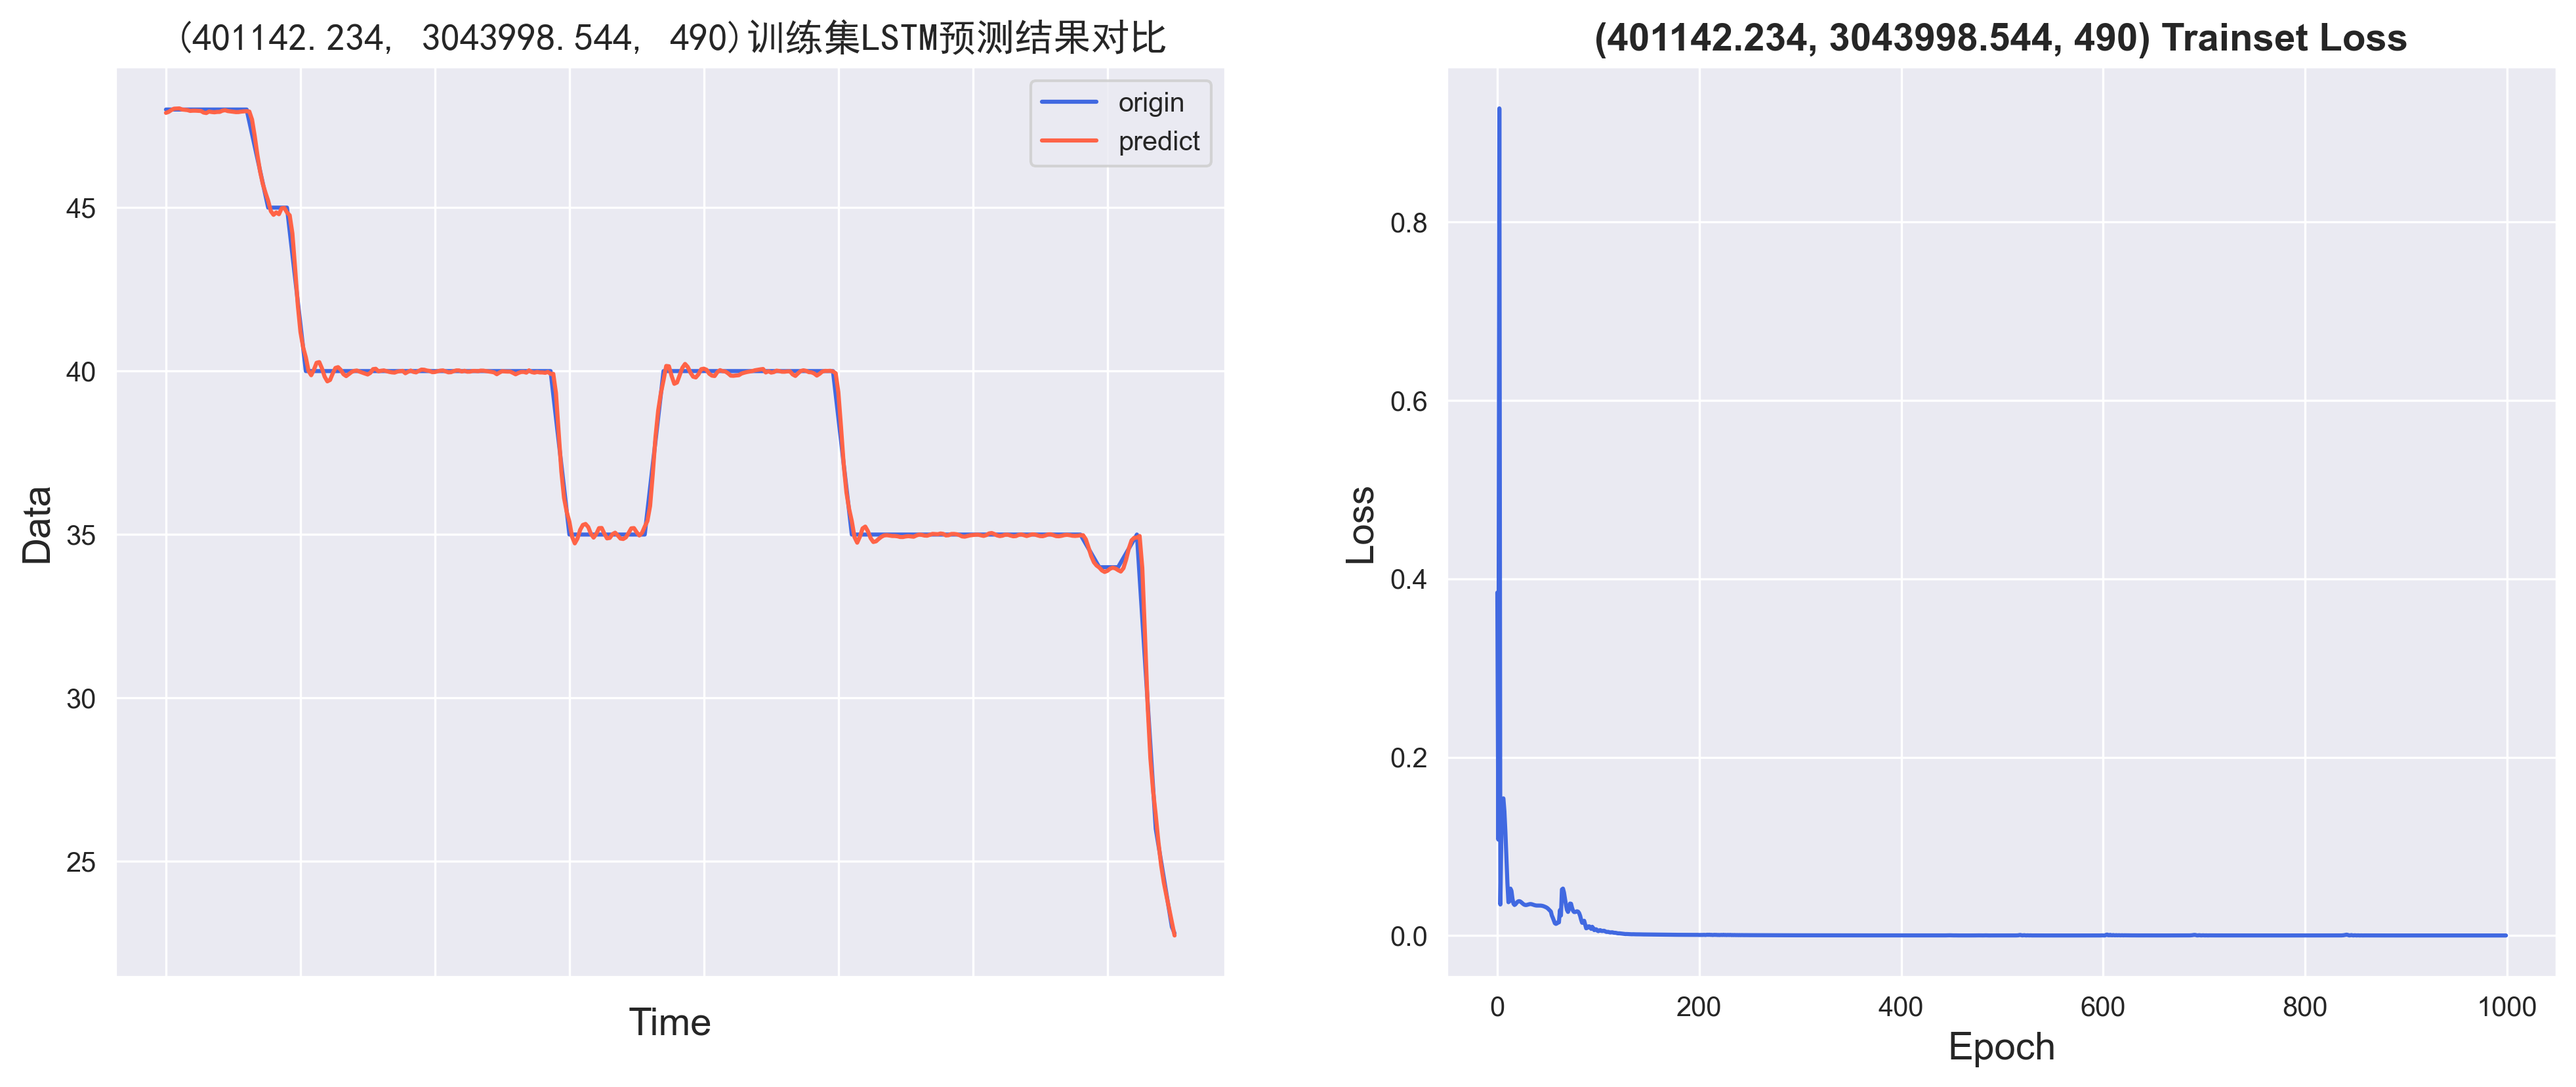 (401142.234, 3043998.544, 490)训练集LSTM预测结果对比
origin
predict
45
40
35
30
25
Data
Time
(401142.234, 3043998.544, 490) Trainset Loss
0.8
0.6
0.4
0.2
0.0
Loss
0 200 400 600 800 1000
Epoch